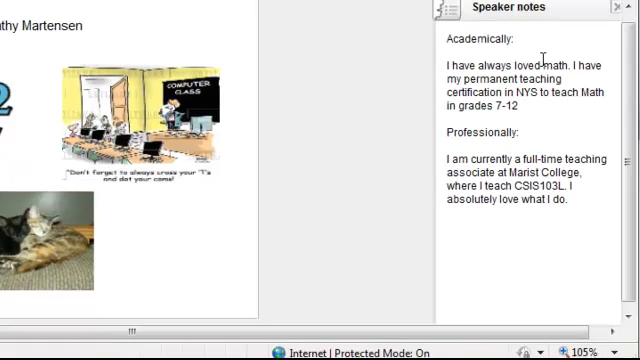 Speaker notes
athy Martensen
2
COMPUTER
CLASS
"Don't forget to always cross your "T"s
and dot your coms!
Academically:
I have always loved math. I have
my permanent teaching
certification in NYS to teach Math
in grades 7-12
Professionally:
I am currently a full-time teaching
associate at Marist College,
where I teach CSIS103L. I
absolutely love what I do.
Internet | Protected Mode: On
105%